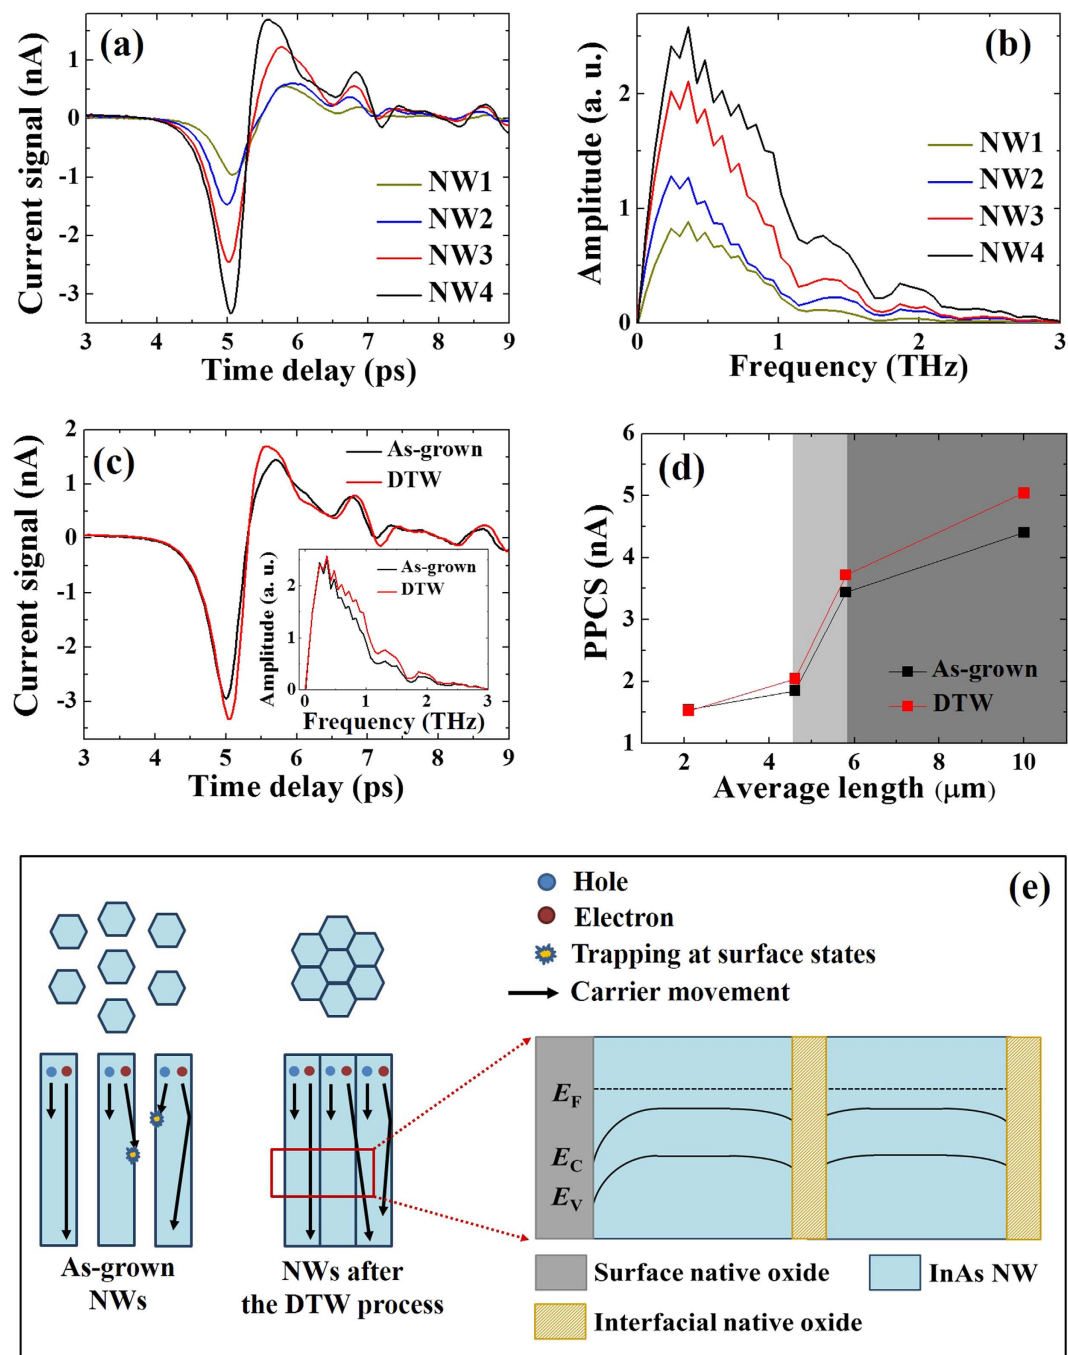 (a)
Current signal (nA)
1
0
-1
-2
-3
NW1
NW2
NW3
NW4
3 4 5 6 7 8 9
Time delay (ps)
(b)
Amplitude (a. u.)
2
1
0
NW1
NW2
NW3
NW4
0 1 2 3
Frequency (THz)
(c)
Current signal (nA)
2
1
0
-1
-2
-3
As-grown
DTW
Amplitude (a. u.)
2
1
0
As-grown
DTW
0 1 2 3
Frequency (THz)
3 4 5 6 7 8 9
Time delay (ps)
(d)
PPCS (nA)
6
5
4
3
2
1
As-grown
DTW
2 4 6 8 10
Average length (μm)
(e)
Hole
Electron
Trapping at surface states
Carrier movement
As-grown
NWs
NWs after
the DTW process
E_F
E_C
E_V
Surface native oxide
InAs NW
Interfacial native oxide